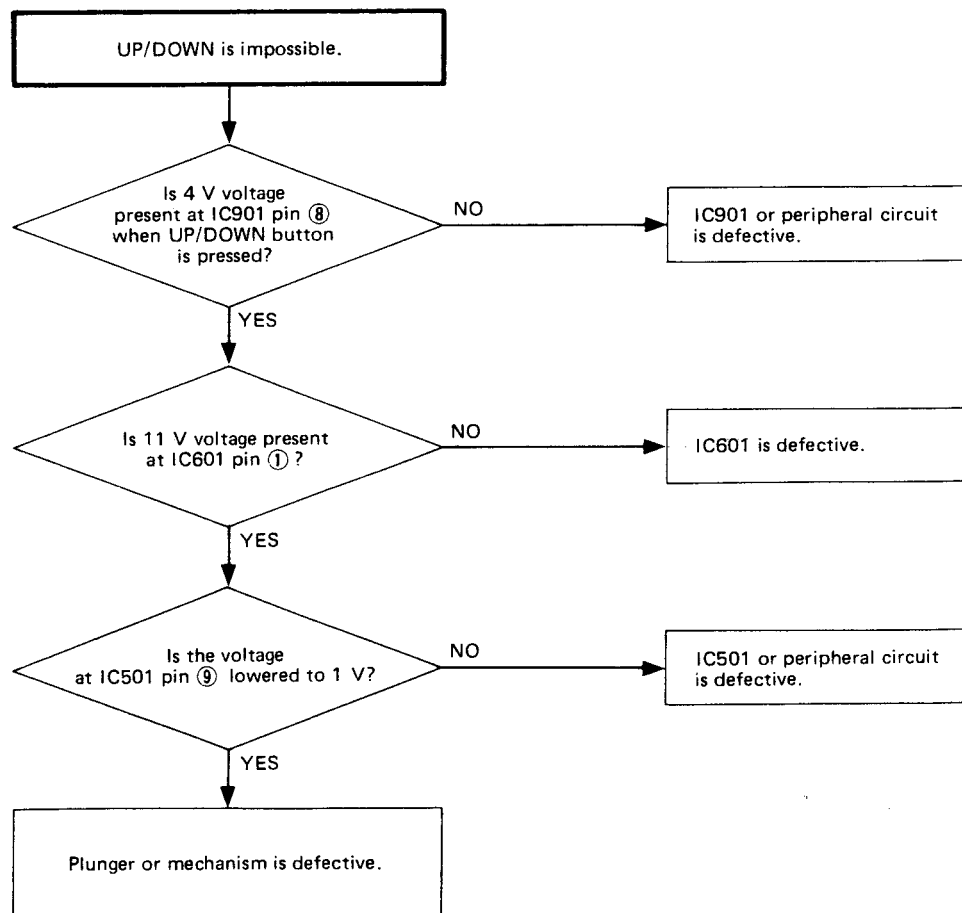 UP/DOWN is impossible.
Is 4 V voltage
present at IC901 pin ⑧
when UP/DOWN button
is pressed?
NO
IC901 or peripheral circuit
is defective.
YES
Is 11 V voltage present
at IC601 pin ① ?
NO
IC601 is defective.
YES
Is the voltage
at IC501 pin ⑨ lowered to 1 V?
NO
IC501 or peripheral circuit
is defective.
YES
Plunger or mechanism is defective.